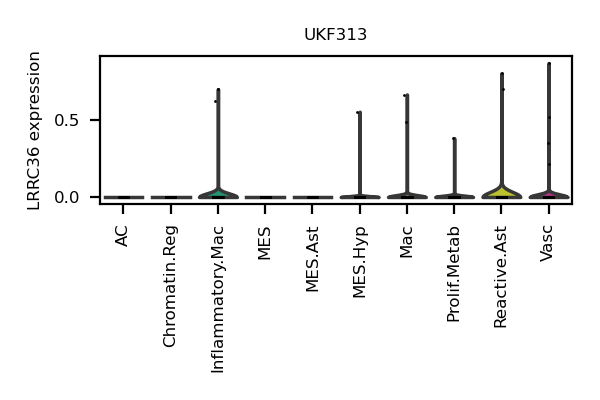 UKF313
LRRC36 expression
0.5
0.0
AC
Chromatin.Reg
Inflammatory.Mac
MES
MES.Ast
MES.Hyp
Mac
Prolif.Metab
Reactive.Ast
Vasc